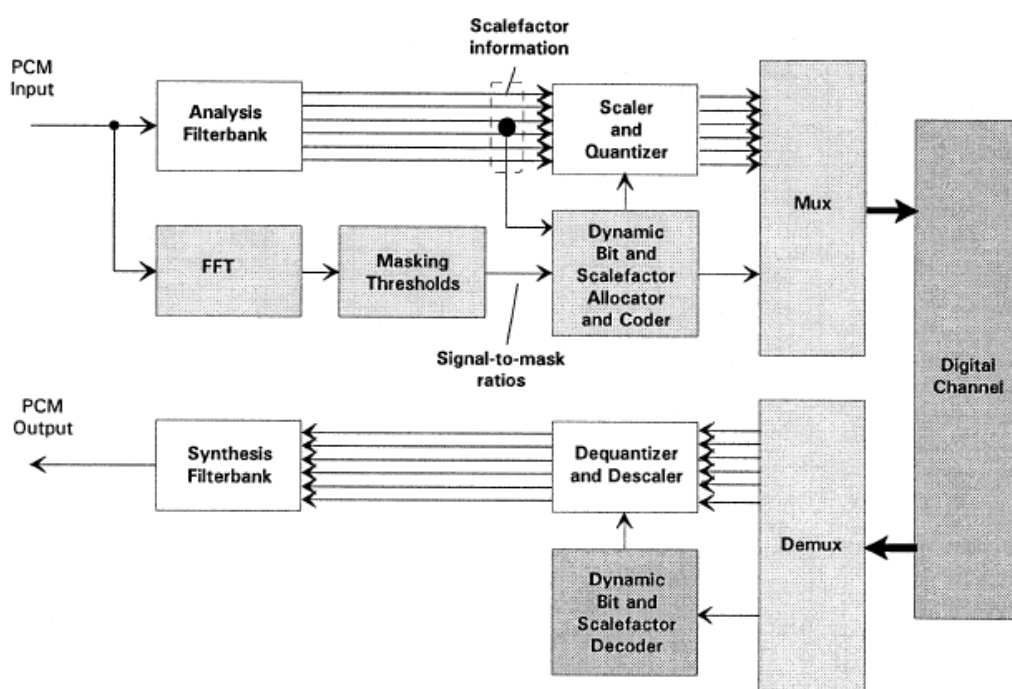 Scalefactor
information
PCM
Input
Analysis
Filterbank
Scaler
and
Quantizer
Mux
FFT
Masking
Thresholds
Dynamic
Bit and
Scalefactor
Allocator
and Coder
Signal-to-mask
ratios
Digital
Channel
PCM
Output
Synthesis
Filterbank
Dequantizer
and Descaler
Demux
Dynamic
Bit and
Scalefactor
Decoder